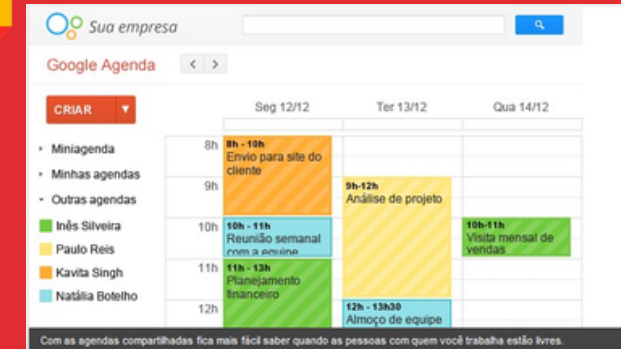 Sua empresa
Google Agenda
CRIAR
Seg 12/12 Ter 13/12 Qua 14/12
Miniagenda
Minhas agendas
Outras agendas
Inês Silveira
Paulo Reis
Kavita Singh
Natália Botelho
8h
9h
10h
11h
12h
8h - 10h
Envio para site do
cliente
10h - 11h
Reunião semanal
com a equipe
11h - 13h
Planejamento
financeiro
9h-12h
Análise de projeto
12h - 13h30
Almoço de equipe
10h-11h
Visita mensal de
vendas
Com as agendas compartilhadas fica mais fácil saber quando as pessoas com quem você trabalha estão livres.